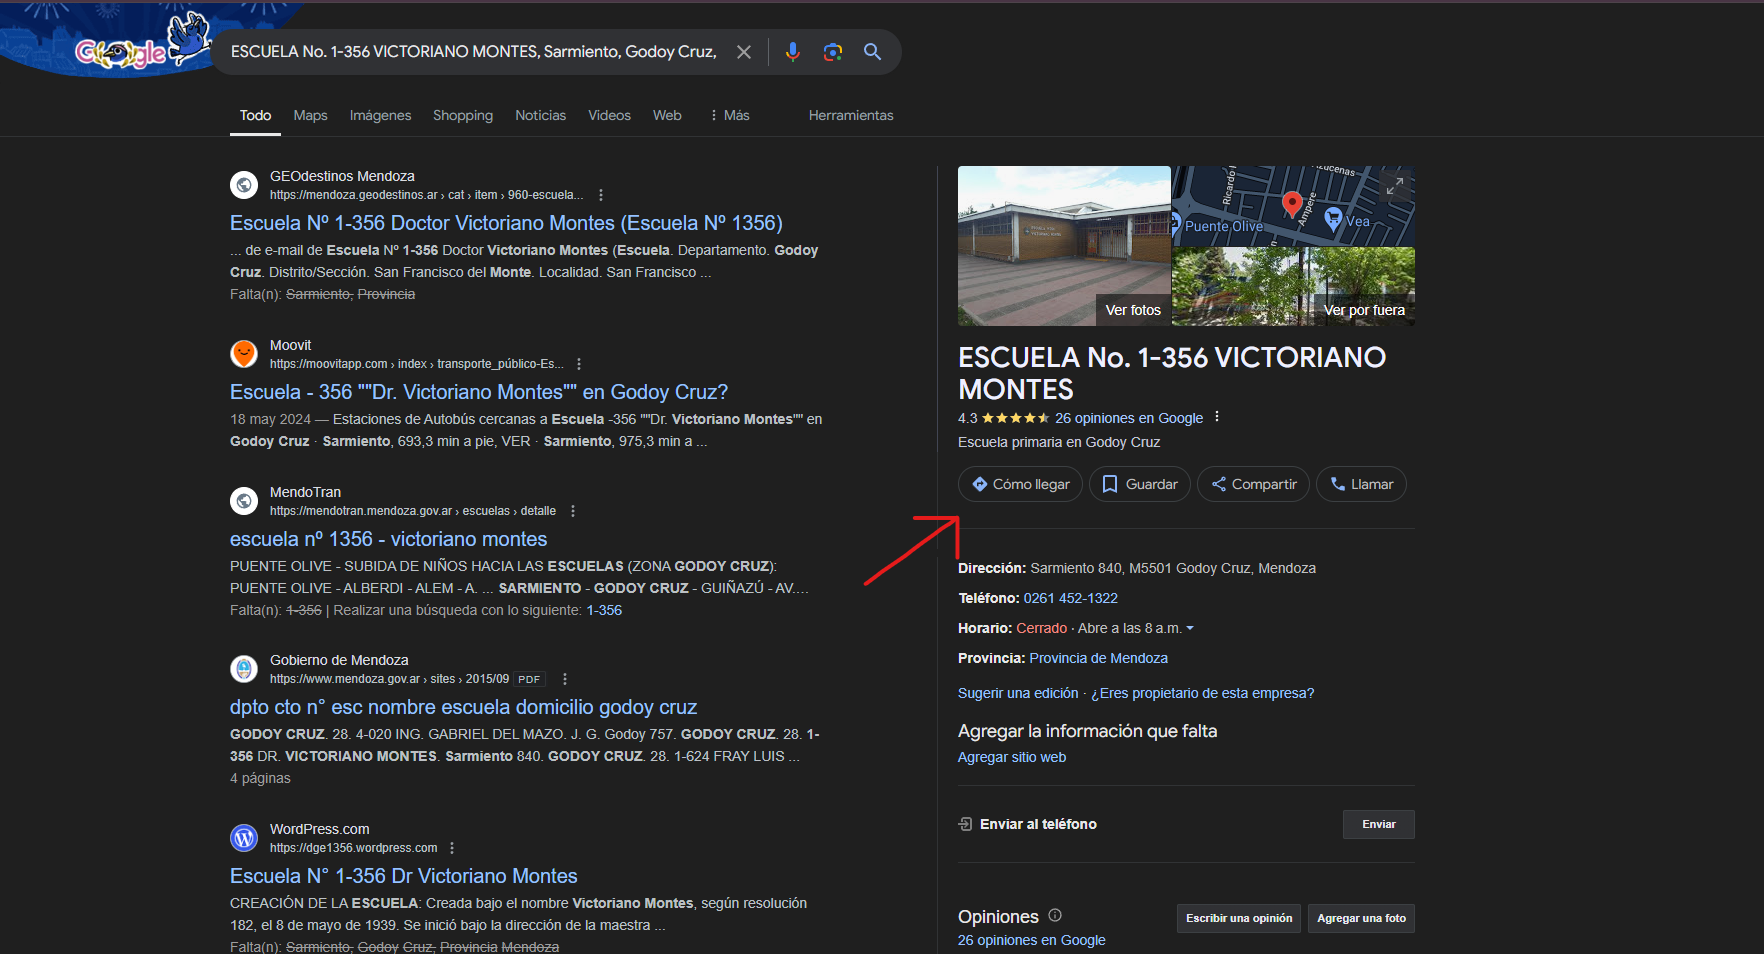 Google
ESCUELA No. 1-356 VICTORIANO MONTES, Sarmiento, Godoy Cruz,
Todo Maps Imágenes Shopping Noticias Videos Web Más Herramientas
GEOdestinos Mendoza
https://mendoza.geodestinos.ar › cat › item › 960-escuela...
Escuela Nº 1-356 Doctor Victoriano Montes (Escuela Nº 1356)
... de e-mail de Escuela Nº 1-356 Doctor Victoriano Montes (Escuela. Departamento. Godoy
Cruz. Distrito/Sección. San Francisco del Monte. Localidad. San Francisco ...
Falta(n): Sarmiento, Provincia
Moovit
https://moovitapp.com › index › transporte_público-Es...
Escuela - 356 ""Dr. Victoriano Montes"" en Godoy Cruz?
18 may 2024 — Estaciones de Autobús cercanas a Escuela -356 ""Dr. Victoriano Montes"" en
Godoy Cruz · Sarmiento, 693,3 min a pie, VER · Sarmiento, 975,3 min a ...
MendoTran
https://mendotran.mendoza.gov.ar › escuelas › detalle
escuela nº 1356 - victoriano montes
PUENTE OLIVE - SUBIDA DE NIÑOS HACIA LAS ESCUELAS (ZONA GODOY CRUZ):
PUENTE OLIVE - ALBERDI - ALEM - A. ... SARMIENTO - GODOY CRUZ - GUIÑAZÚ - AV....
Falta(n): 1-356 | Realizar una búsqueda con lo siguiente: 1-356
Gobierno de Mendoza
https://www.mendoza.gov.ar › sites › 2015/09 PDF
dpto cto n° esc nombre escuela domicilio godoy cruz
GODOY CRUZ. 28. 4-020 ING. GABRIEL DEL MAZO. J. G. Godoy 757. GODOY CRUZ. 28. 1-
356 DR. VICTORIANO MONTES. Sarmiento 840. GODOY CRUZ. 28. 1-624 FRAY LUIS ...
4 páginas
WordPress.com
https://dge1356.wordpress.com
Escuela N° 1-356 Dr Victoriano Montes
CREACIÓN DE LA ESCUELA: Creada bajo el nombre Victoriano Montes, según resolución
182, el 8 de mayo de 1939. Se inició bajo la dirección de la maestra ...
Falta(n): Sarmiento, Godoy Cruz, Provincia Mendoza
Ver fotos
Ricardo
Azucenas
Ampere
Puente Olive
Vea
Ver por fuera
ESCUELA No. 1-356 VICTORIANO
MONTES
4.3 26 opiniones en Google
Escuela primaria en Godoy Cruz
Cómo llegar Guardar Compartir Llamar
Dirección: Sarmiento 840, M5501 Godoy Cruz, Mendoza
Teléfono: 0261 452-1322
Horario: Cerrado · Abre a las 8 a.m.
Provincia: Provincia de Mendoza
Sugerir una edición · ¿Eres propietario de esta empresa?
Agregar la información que falta
Agregar sitio web
Enviar al teléfono Enviar
Opiniones Escribir una opinión Agregar una foto
26 opiniones en Google